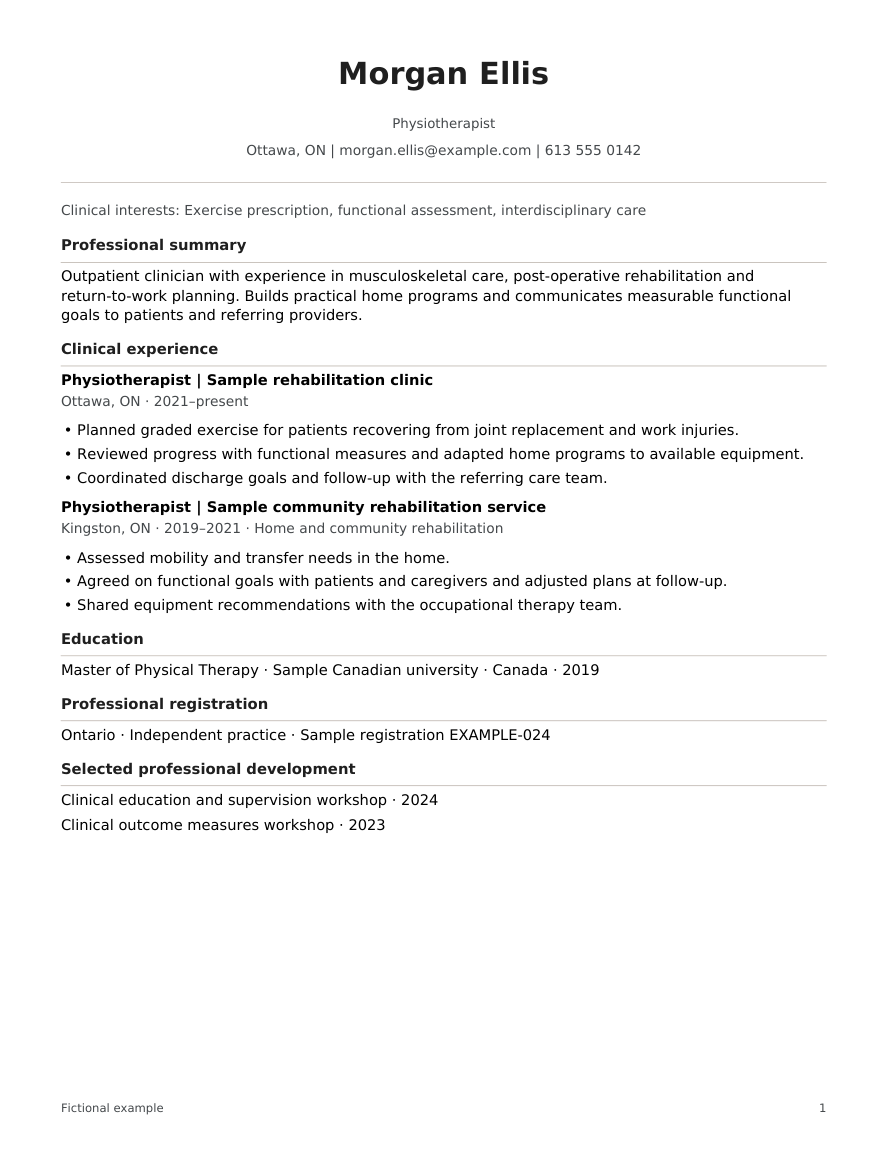 Morgan Ellis
Physiotherapist
Ottawa, ON | morgan.ellis@example.com | 613 555 0142
Clinical interests: Exercise prescription, functional assessment, interdisciplinary care
Professional summary
Outpatient clinician with experience in musculoskeletal care, post-operative rehabilitation and
return-to-work planning. Builds practical home programs and communicates measurable functional
goals to patients and referring providers.
Clinical experience
Physiotherapist | Sample rehabilitation clinic
Ottawa, ON · 2021–present
• Planned graded exercise for patients recovering from joint replacement and work injuries.
• Reviewed progress with functional measures and adapted home programs to available equipment.
• Coordinated discharge goals and follow-up with the referring care team.
Physiotherapist | Sample community rehabilitation service
Kingston, ON · 2019–2021 · Home and community rehabilitation
• Assessed mobility and transfer needs in the home.
• Agreed on functional goals with patients and caregivers and adjusted plans at follow-up.
• Shared equipment recommendations with the occupational therapy team.
Education
Master of Physical Therapy · Sample Canadian university · Canada · 2019
Professional registration
Ontario · Independent practice · Sample registration EXAMPLE-024
Selected professional development
Clinical education and supervision workshop · 2024
Clinical outcome measures workshop · 2023
Fictional example
1